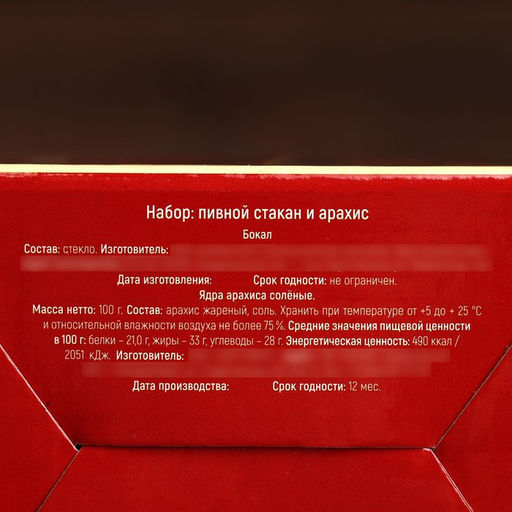 Набор: пивной стакан и арахис
Бокал
Состав: стекло. Изготовитель:
Дата изготовления: Срок годности: не ограничен.
Ядра арахиса солёные.
Масса нетто: 100 г. Состав: арахис жареный, соль. Хранить при температуре от +5 до + 25 °С
и относительной влажности воздуха не более 75%. Средние значения пищевой ценности
в 100 г: белки – 21,0 г, жиры – 33 г, углеводы – 28 г. Энергетическая ценность: 490 ккал /
2051 кДж. Изготовитель:
Дата производства: Срок годности: 12 мес.